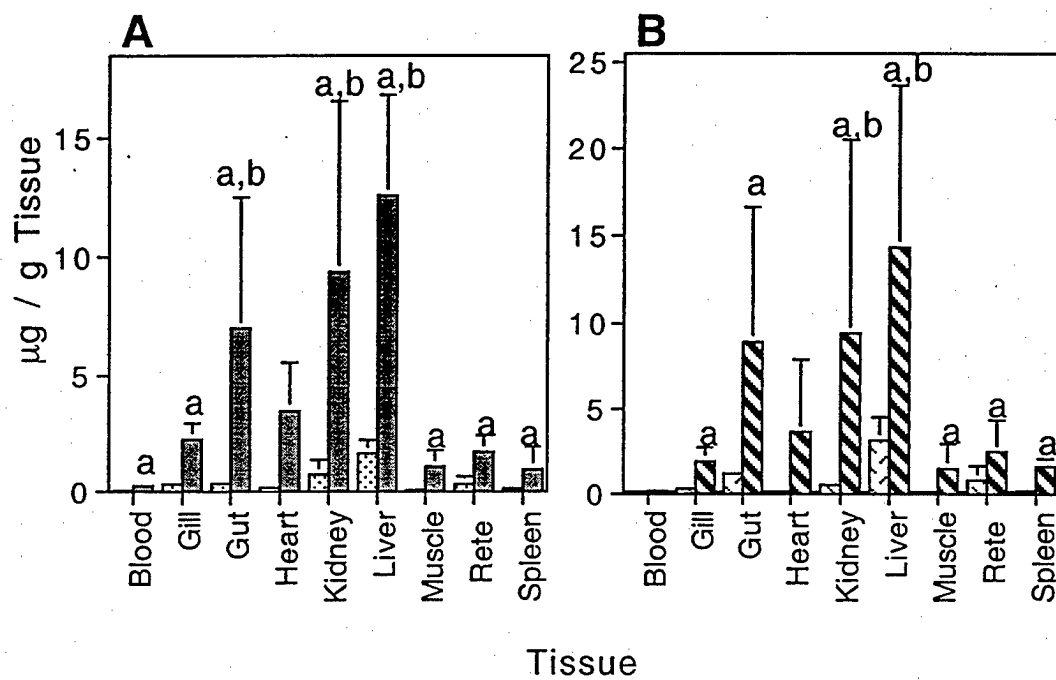 A
B
µg / g Tissue
15
10
5
0
a
a
a,b
a,b
a,b
a
a
a
Blood
Gill
Gut
Heart
Kidney
Liver
Muscle
Rete
Spleen
25
20
15
10
5
0
a
a
a,b
a,b
a
a
a
Blood
Gill
Gut
Heart
Kidney
Liver
Muscle
Rete
Spleen
Tissue